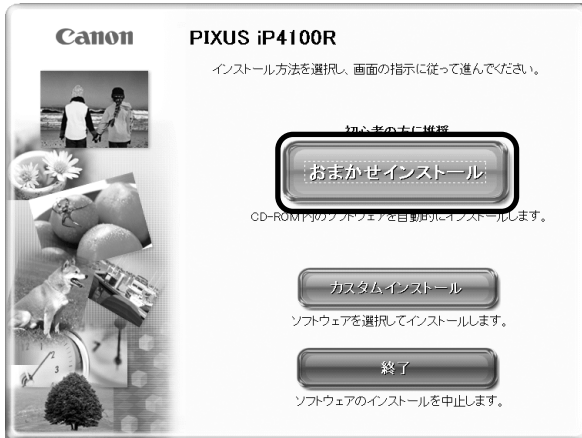 Canon
PIXUS iP4100R
インストール方法を選択し、画面の指示に従って進んでください。
初心者の方に推奨
おまかせインストール
CD-ROM内のソフトウェアを自動的にインストールします。
カスタムインストール
ソフトウェアを選択してインストールします。
終了
ソフトウェアのインストールを中止します。